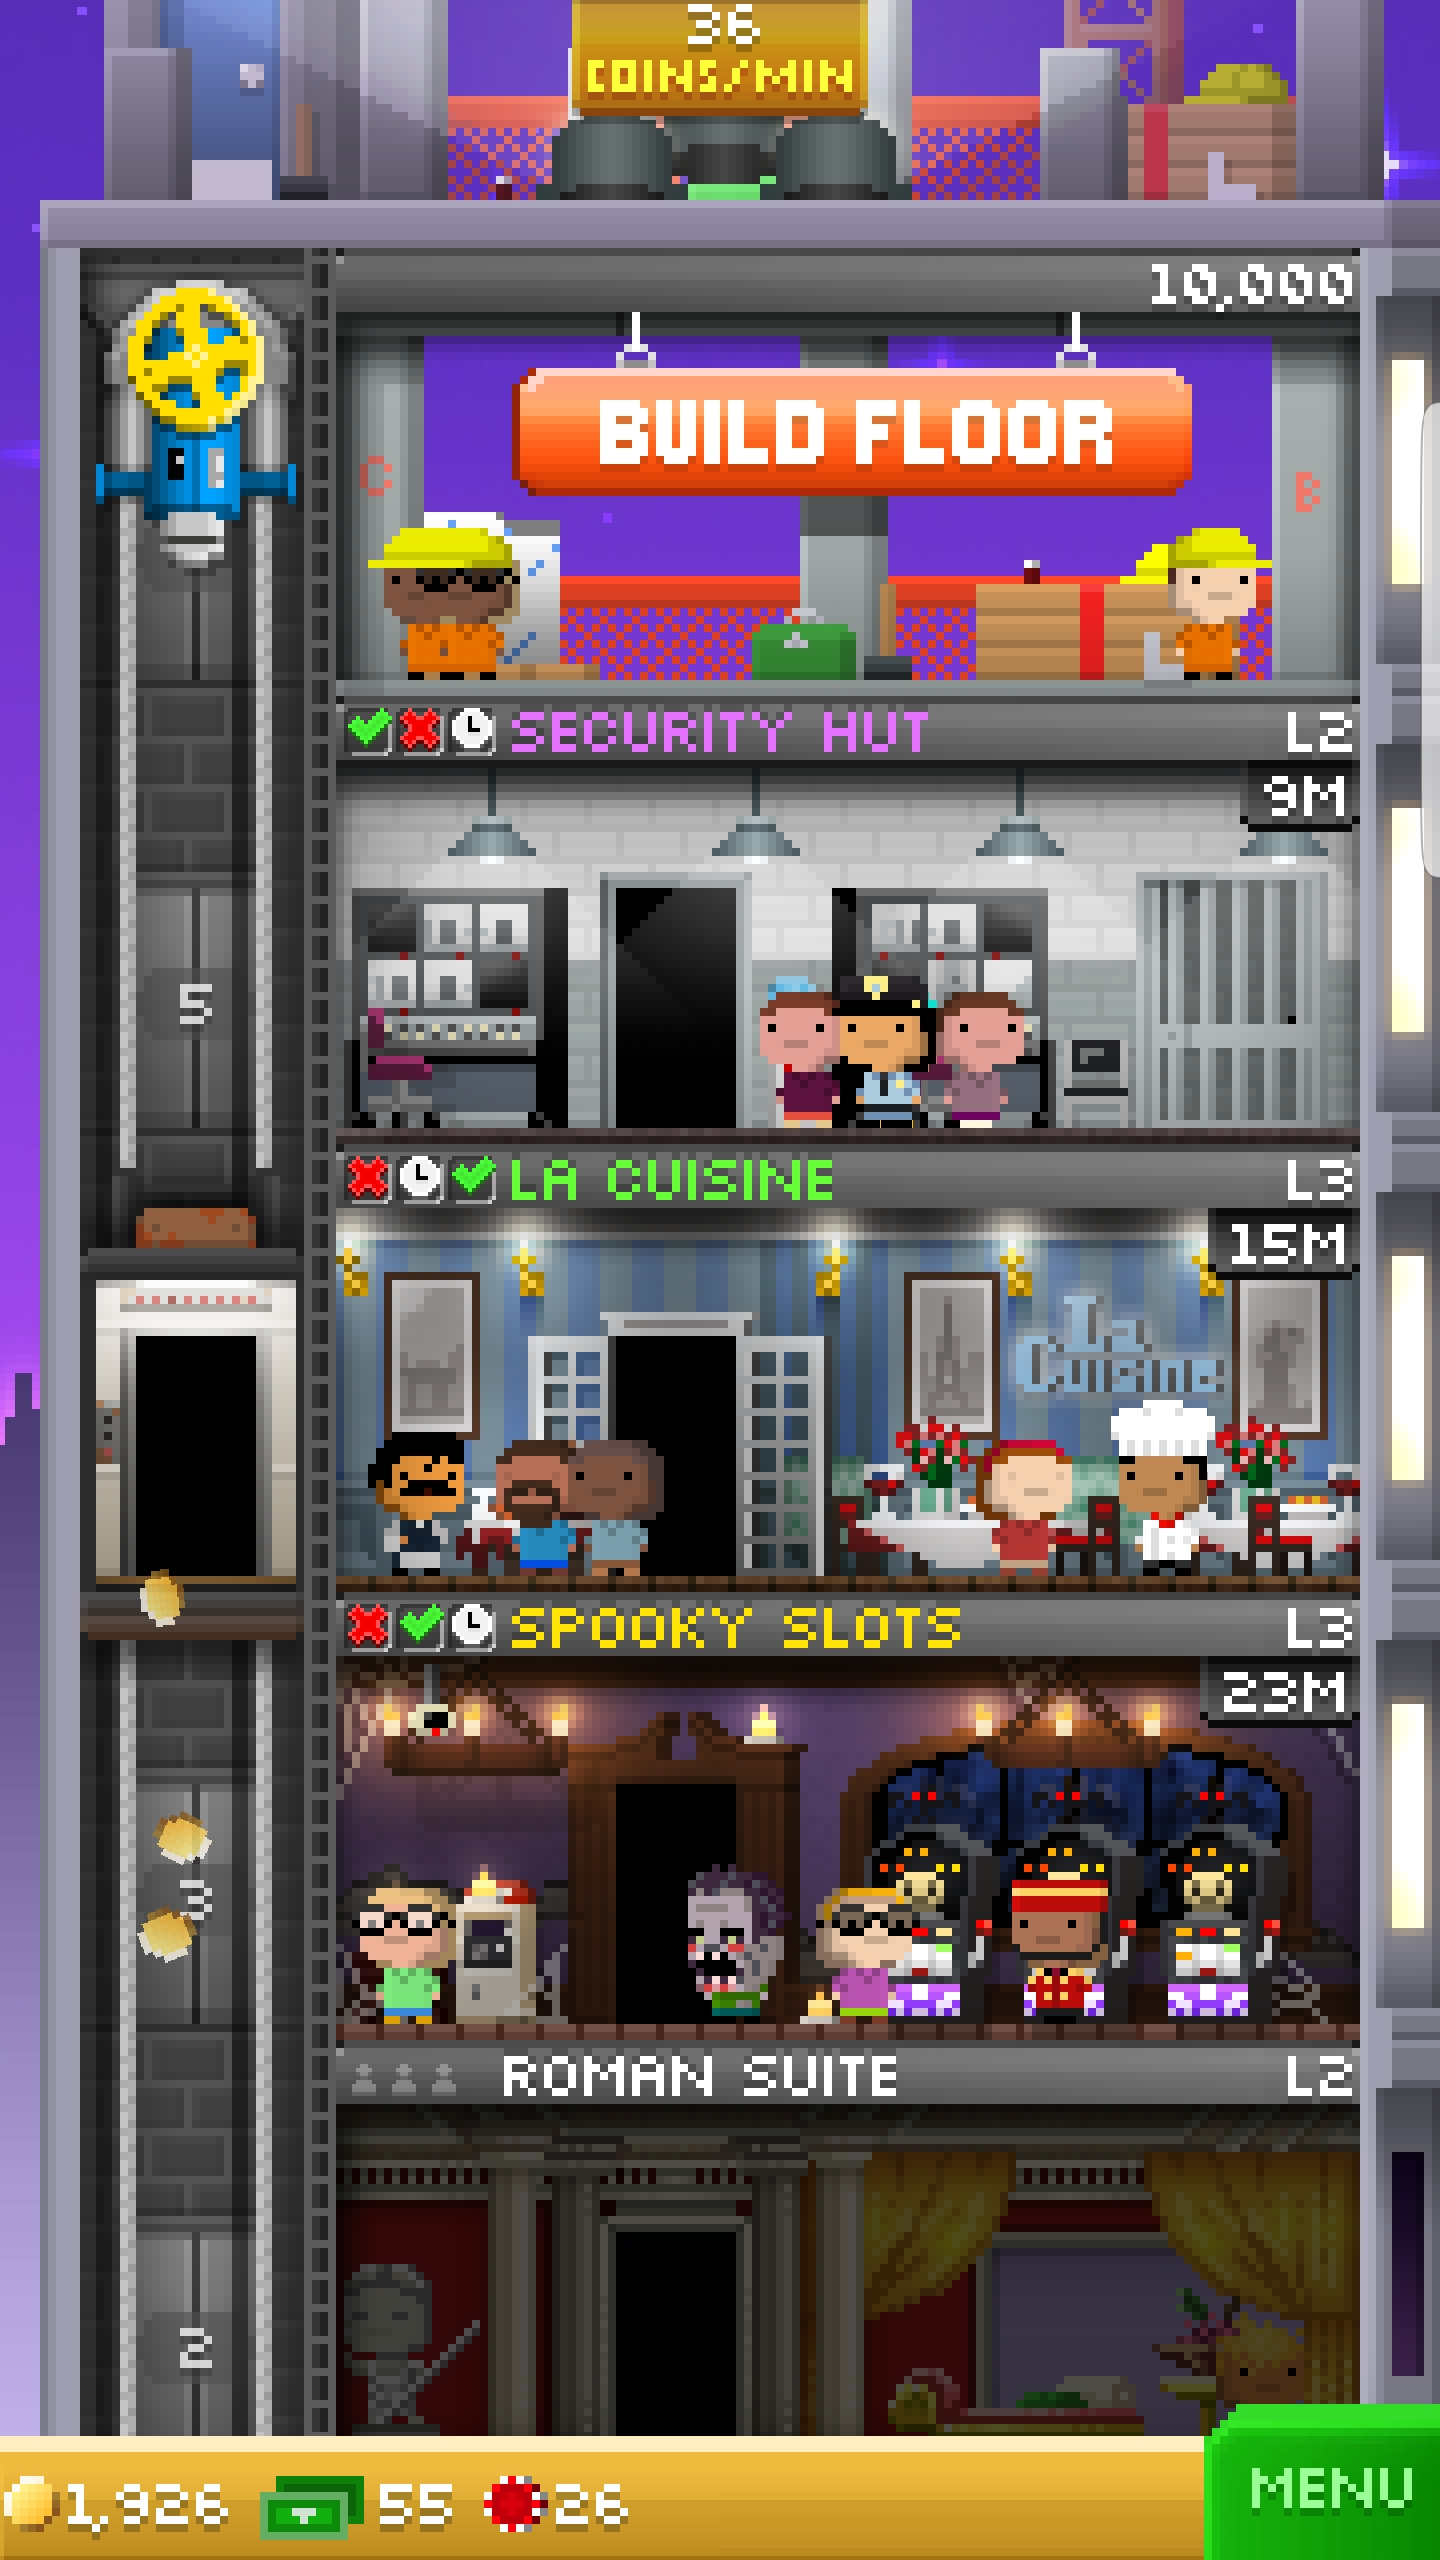 36
COINS/MIN
10,000
BUILD FLOOR
C
B
SECURITY HUT L2
9M
5
LA CUISINE L3
15M
La
Cuisine
SPOOKY SLOTS L3
23M
3
ROMAN SUITE L2
2
1,926 55 26
MENU